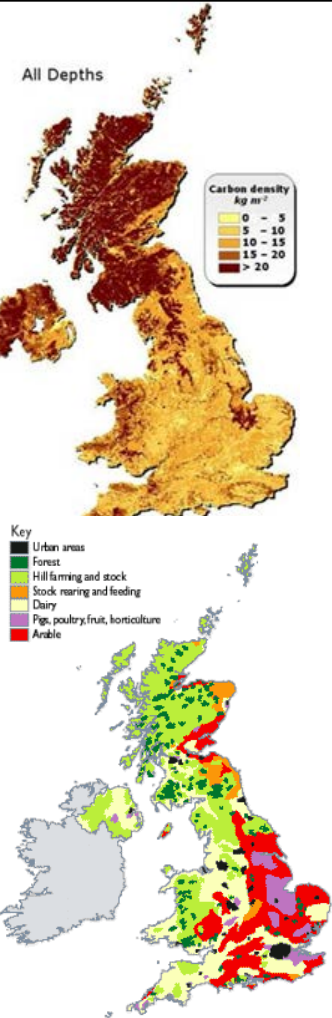 All Depths
Carbon density
kg m⁻²
0 – 5
5 – 10
10 – 15
15 – 20
> 20
Key
Urban areas
Forest
Hill farming and stock
Stock rearing and feeding
Dairy
Pigs, poultry, fruit, horticulture
Arable